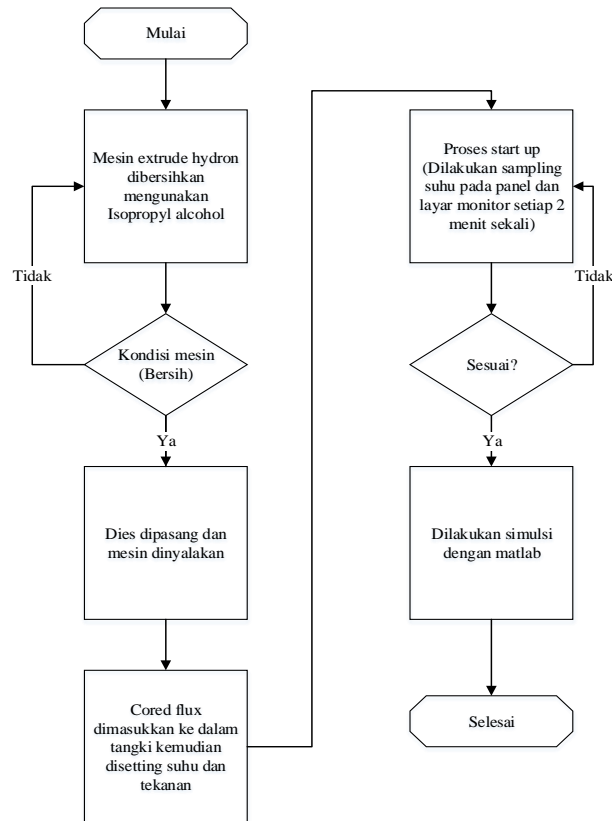 Mulai
Mesin extrude hydron
dibersihkan
mengunakan
Isopropyl alcohol
Tidak
Kondisi mesin
(Bersih)
Ya
Dies dipasang dan
mesin dinyalakan
Cored flux
dimasukkan ke dalam
tangki kemudian
disetting suhu dan
tekanan
Proses start up
(Dilakukan sampling
suhu pada panel dan
layar monitor setiap 2
menit sekali)
Tidak
Sesuai?
Ya
Dilakukan simulsi
dengan matlab
Selesai